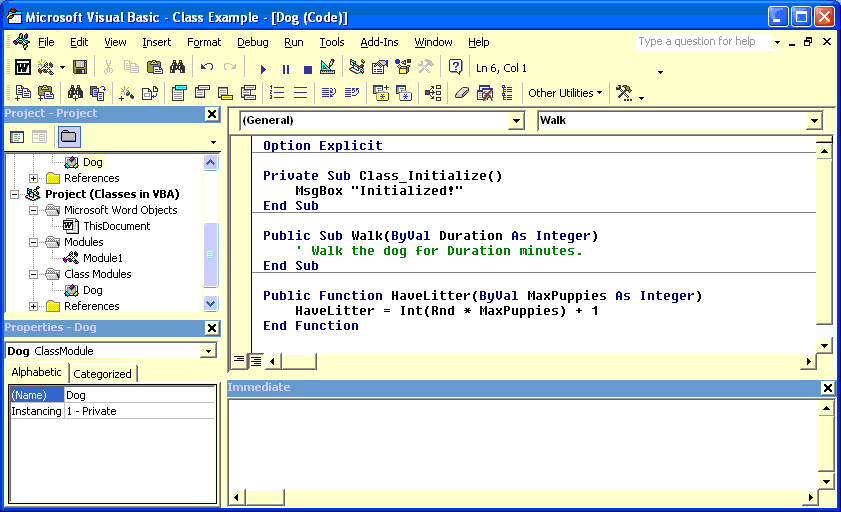 Microsoft Visual Basic - Class Example - [Dog (Code)]
File Edit View Insert Format Debug Run Tools Add-Ins Window Help Type a question for help
Ln 6, Col 1
Other Utilities
Project - Project
Dog
References
Project (Classes in VBA)
Microsoft Word Objects
ThisDocument
Modules
Module1
Class Modules
Dog
References
Properties - Dog
Dog ClassModule
Alphabetic Categorized
(Name) Dog
Instancing 1 - Private
(General) Walk
Option Explicit
Private Sub Class_Initialize()
MsgBox "Initialized!"
End Sub
Public Sub Walk(ByVal Duration As Integer)
' Walk the dog for Duration minutes.
End Sub
Public Function HaveLitter(ByVal MaxPuppies As Integer)
HaveLitter = Int(Rnd * MaxPuppies) + 1
End Function
Immediate